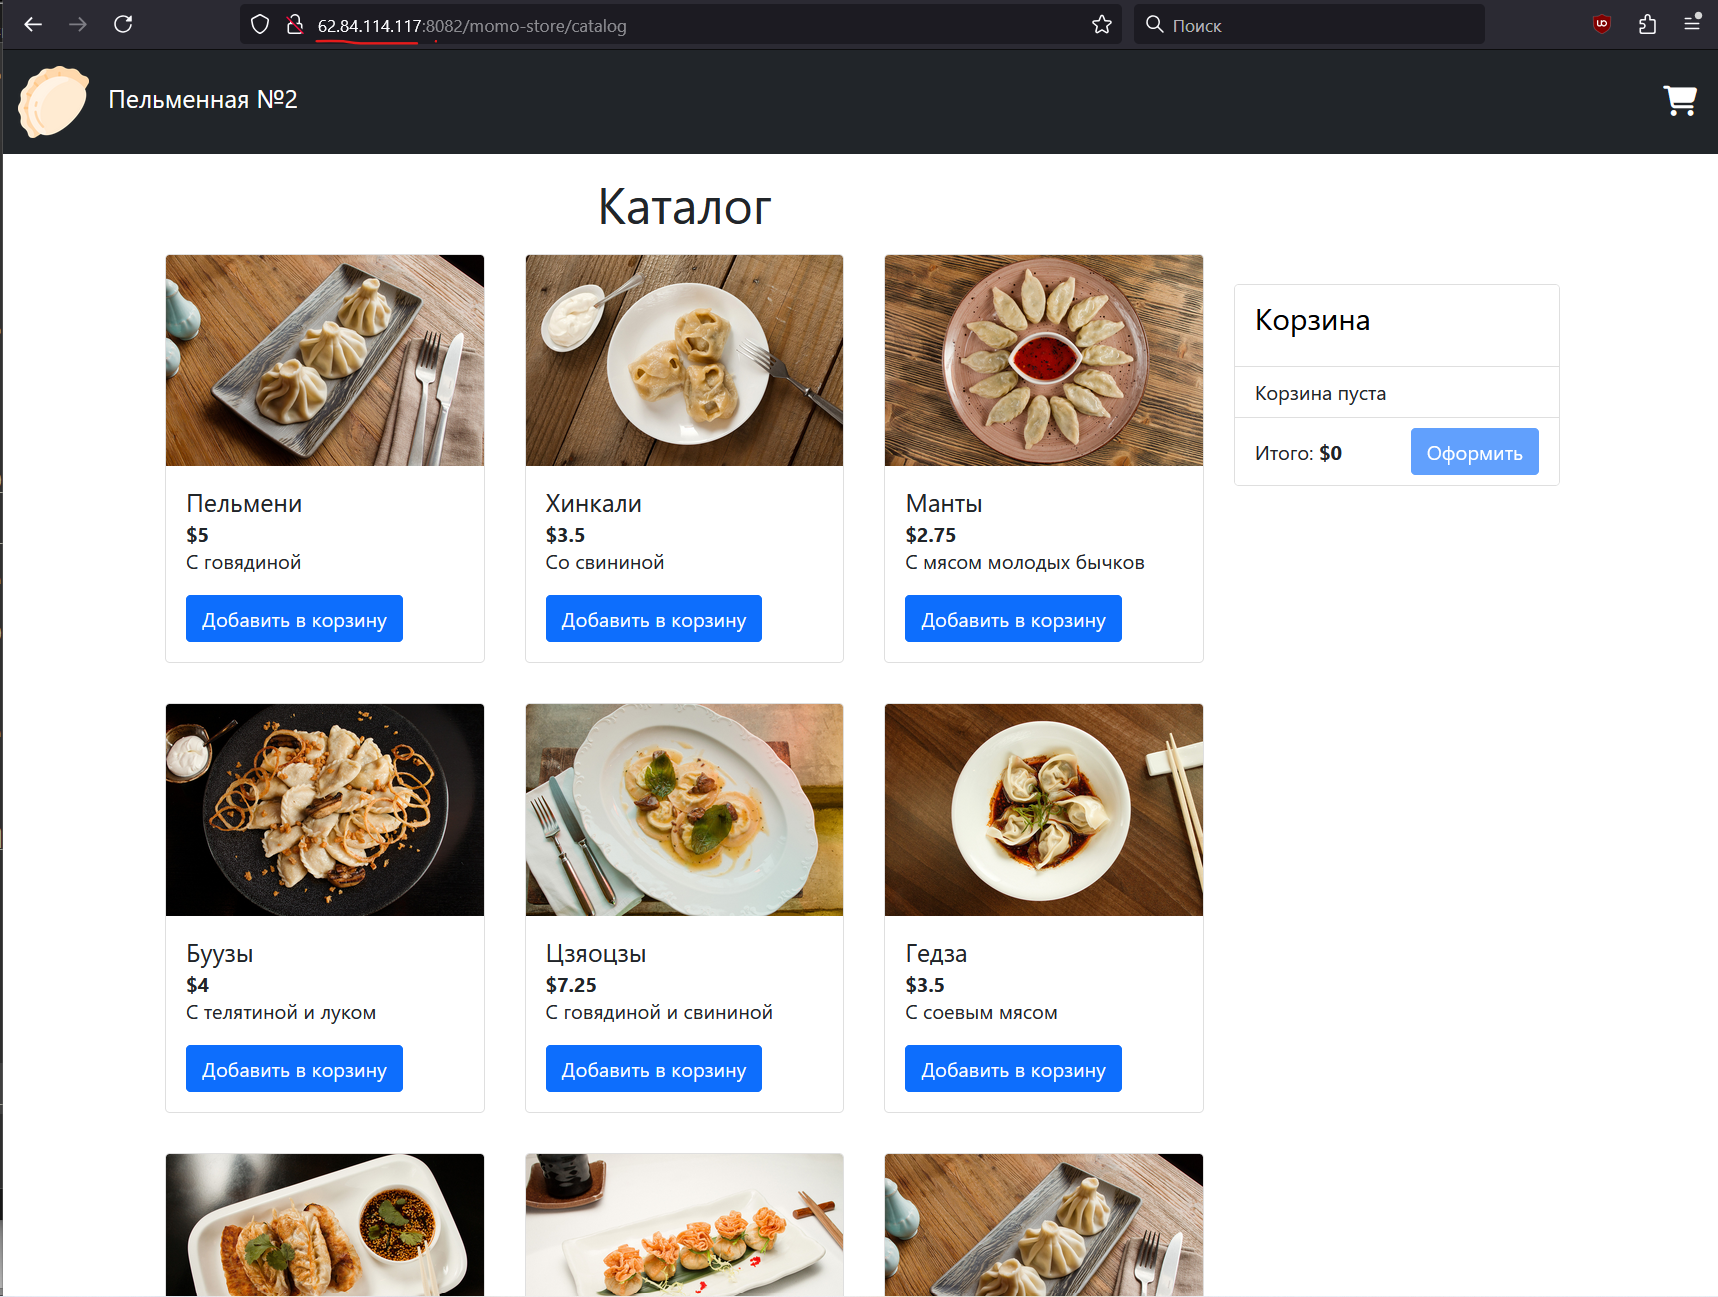 62.84.114.117:8082/momo-store/catalog
Поиск
Пельменная №2
Каталог
Пельмени
$5
С говядиной
Добавить в корзину
Хинкали
$3.5
Со свининой
Добавить в корзину
Манты
$2.75
С мясом молодых бычков
Добавить в корзину
Корзина
Корзина пуста
Итого: $0
Оформить
Буузы
$4
С телятиной и луком
Добавить в корзину
Цзяоцзы
$7.25
С говядиной и свининой
Добавить в корзину
Гедза
$3.5
С соевым мясом
Добавить в корзину